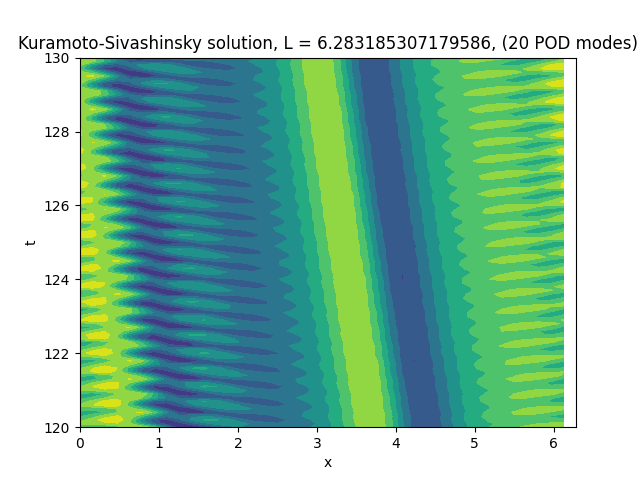 Kuramoto-Sivashinsky solution, L = 6.283185307179586, (20 POD modes)
130
128
126
124
122
120
t
0 1 2 3 4 5 6
x